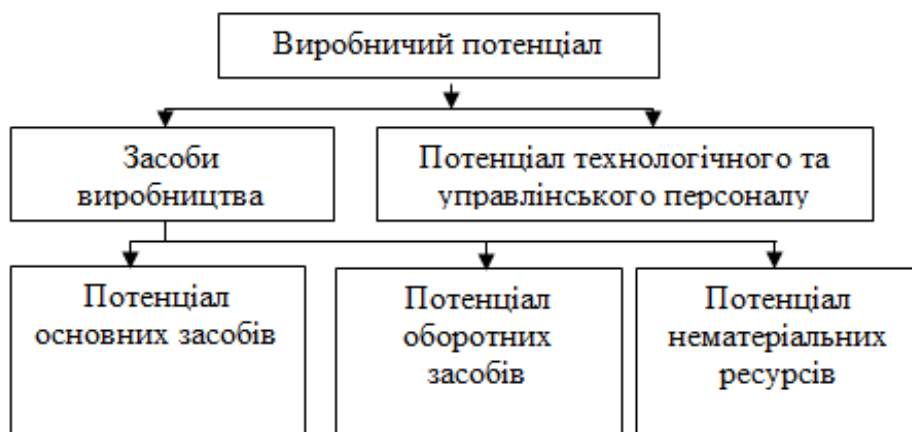 Виробничий потенціал
Засоби
виробництва
Потенціал технологічного та
управлінського персоналу
Потенціал
основних засобів
Потенціал
оборотних
засобів
Потенціал
нематеріальних
ресурсів